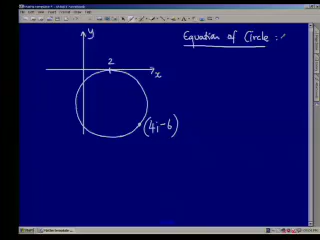 y
Equation of Circle :-
2
x
(4,-6)